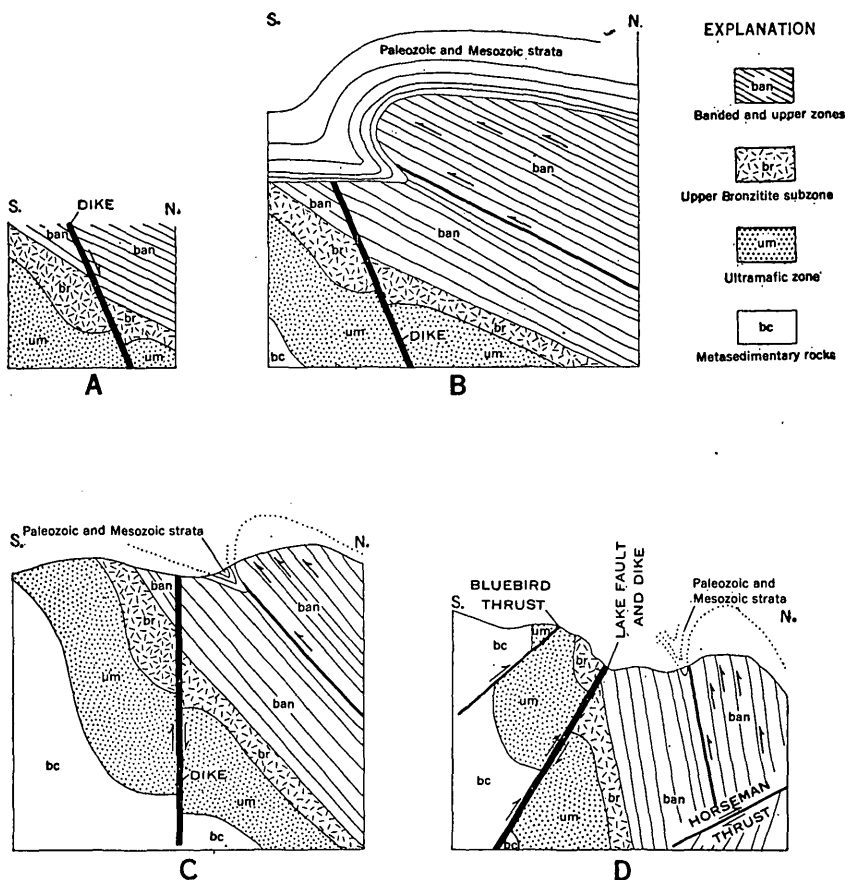 S.
N.
Paleozoic and Mesozoic strata
ban
ban
ban
br
um
br
um
bc
DIKE
B
EXPLANATION
ban
Banded and upper zones
br
Upper Bronzitite subzone
um
Ultramafic zone
bc
Metasedimentary rocks
S.
DIKE
N.
ban
ban
br
br
um
um
A
S.
Paleozoic and Mesozoic strata
N.
ban
ban
br
um
ban
bc
br
DIKE
um
bc
C
S.
BLUEBIRD
THRUST
LAKE FAULT
AND DIKE
Paleozoic and
Mesozoic strata
N.
um
bc
br
um
ban
bc
um
br
ban
HORSEMAN
THRUST
bc
D